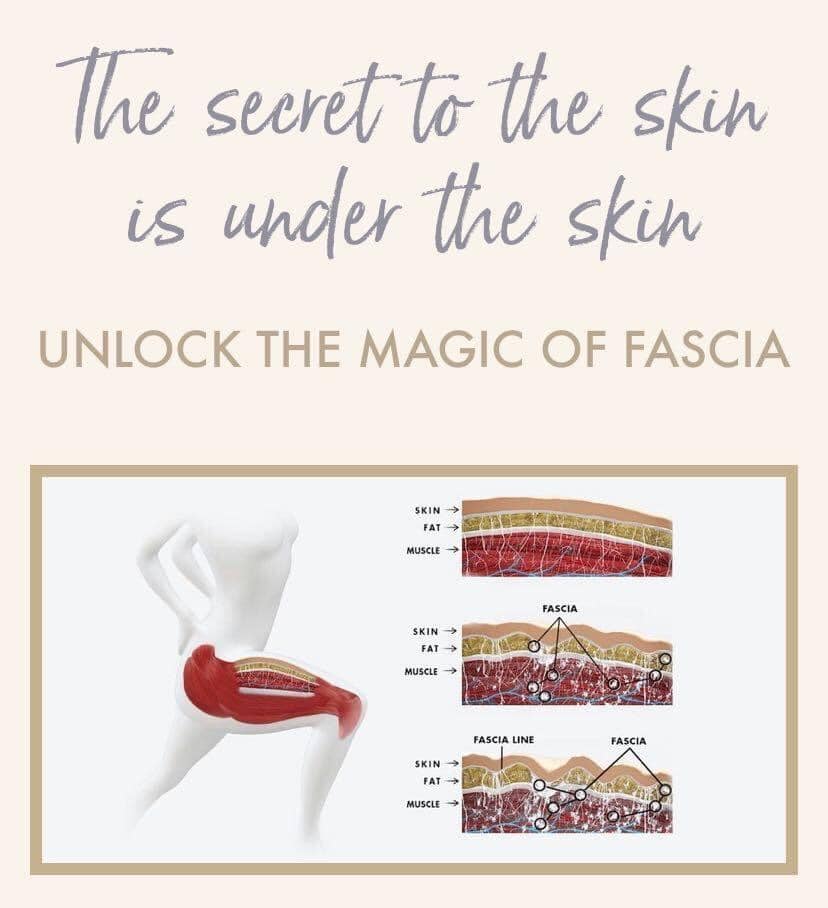 The secret to the skin
is under the skin
UNLOCK THE MAGIC OF FASCIA
SKIN
FAT
MUSCLE
FASCIA
SKIN
FAT
MUSCLE
FASCIA LINE
FASCIA
SKIN
FAT
MUSCLE